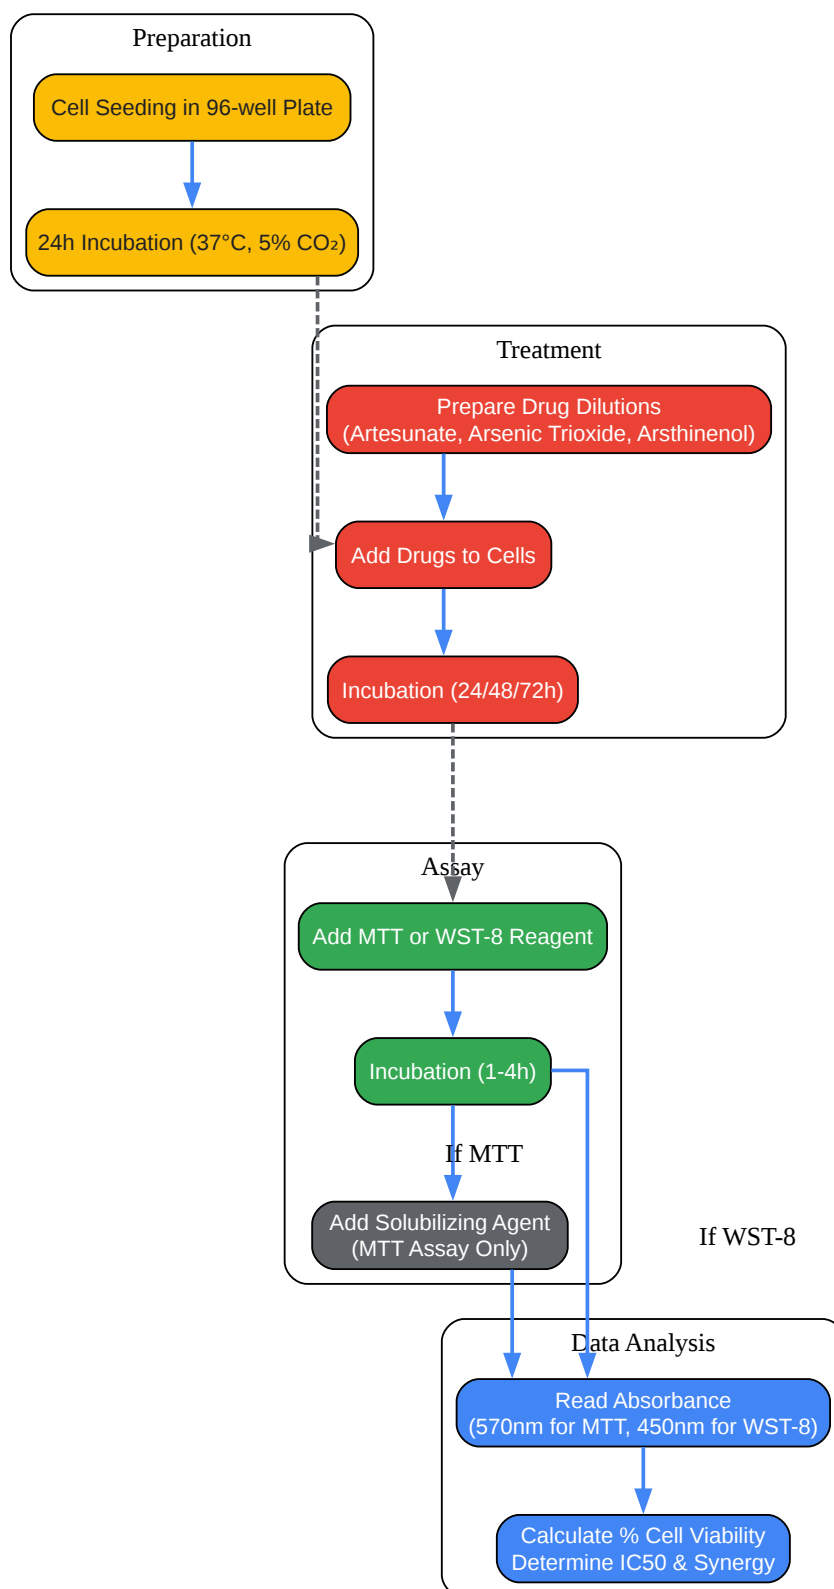 Preparation
Cell Seeding in 96-well Plate
24h Incubation (37°C, 5% CO₂)
Treatment
Prepare Drug Dilutions
(Artesunate, Arsenic Trioxide, Arsthinenol)
Add Drugs to Cells
Incubation (24/48/72h)
Assay
Add MTT or WST-8 Reagent
Incubation (1-4h)
If MTT
Add Solubilizing Agent
(MTT Assay Only)
If WST-8
Data Analysis
Read Absorbance
(570nm for MTT, 450nm for WST-8)
Calculate % Cell Viability
Determine IC50 & Synergy